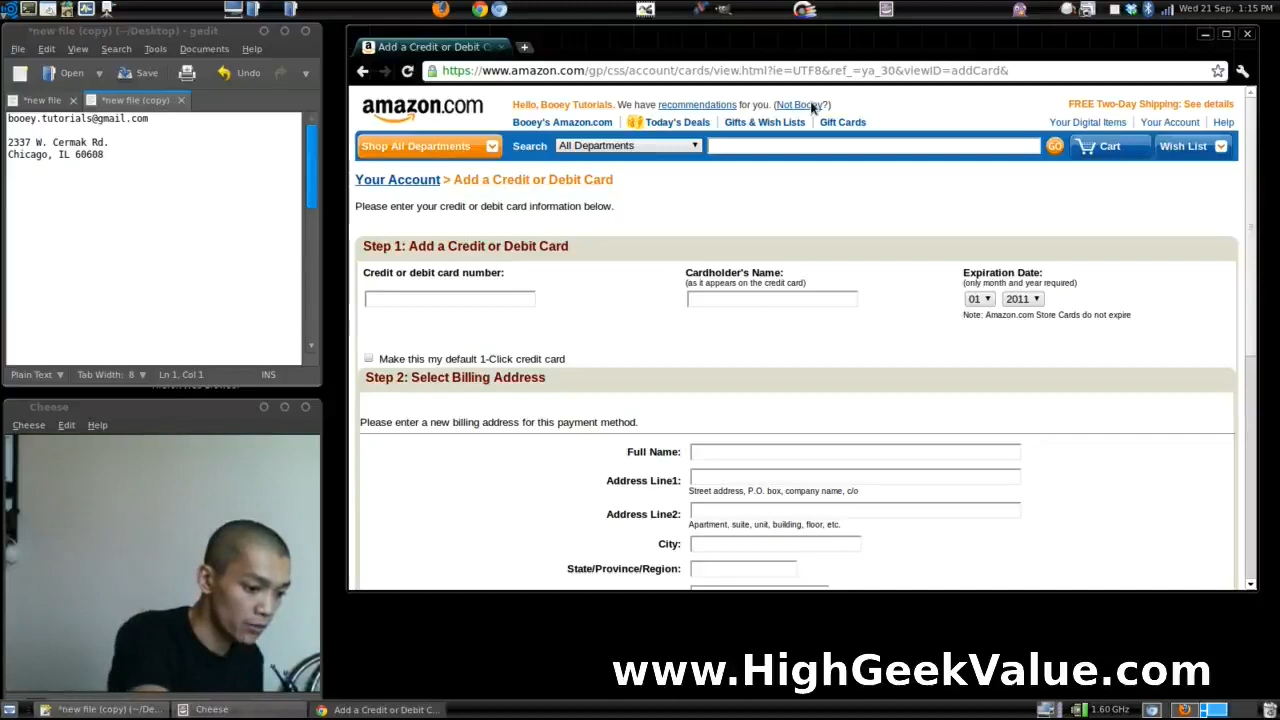 Wed 21 Sep, 1:15 PM
*new file (copy) (~/Desktop) - gedit
File Edit View Search Tools Documents Help
Open Save Undo
*new file *new file (copy)
booey.tutorials@gmail.com
2337 W. Cermak Rd.
Chicago, IL 60608
Plain Text Tab Width: 8 Ln 1, Col 1 INS
Cheese
Cheese Edit Help
Add a Credit or Debit C
https://www.amazon.com/gp/css/account/cards/view.html?ie=UTF8&ref_=ya_30&viewID=addCard&
amazon.com
Hello, Booey Tutorials. We have recommendations for you. (Not Booey?)
FREE Two-Day Shipping: See details
Booey's Amazon.com Today's Deals Gifts & Wish Lists Gift Cards
Your Digital Items Your Account Help
Shop All Departments Search All Departments GO Cart Wish List
Your Account > Add a Credit or Debit Card
Please enter your credit or debit card information below.
Step 1: Add a Credit or Debit Card
Credit or debit card number: Cardholder's Name: Expiration Date:
(as it appears on the credit card) (only month and year required)
01 2011
Note: Amazon.com Store Cards do not expire
Make this my default 1-Click credit card
Step 2: Select Billing Address
Please enter a new billing address for this payment method.
Full Name:
Address Line1:
Street address, P.O. box, company name, c/o
Address Line2:
Apartment, suite, unit, building, floor, etc.
City:
State/Province/Region:
www.HighGeekValue.com
*new file (copy) (~/De... Cheese Add a Credit or Debit C... 1.60 GHz